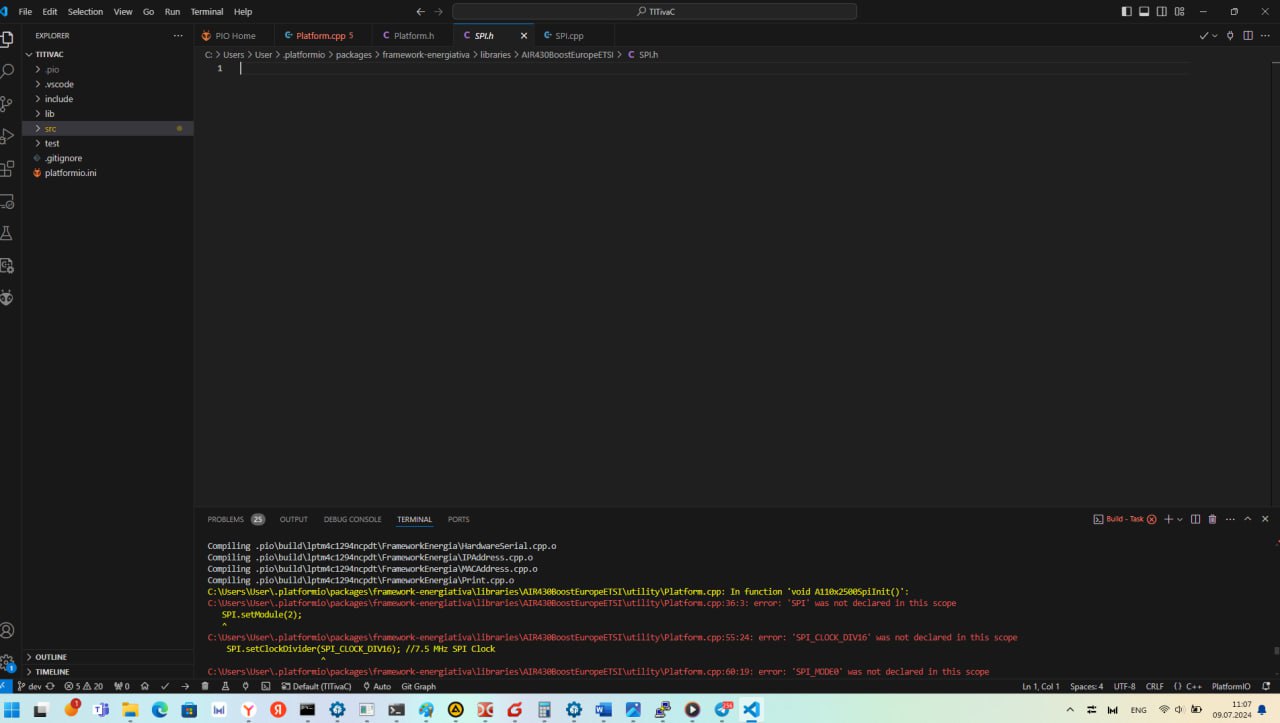 File Edit Selection View Go Run Terminal Help
TITivaC
EXPLORER
PIO Home
Platform.cpp 5
Platform.h
SPI.h
SPI.cpp
C: > Users > User > .platformio > packages > framework-energiativa > libraries > AIR430BoostEuropeETSI > C SPI.h
TITIVAC
.pio
.vscode
include
lib
src
test
.gitignore
platformio.ini
OUTLINE
TIMELINE
1
PROBLEMS 25 OUTPUT DEBUG CONSOLE TERMINAL PORTS
Build - Task
Compiling .pio\build\lptm4c1294ncpdt\FrameworkEnergia\HardwareSerial.cpp.o
Compiling .pio\build\lptm4c1294ncpdt\FrameworkEnergia\IPAddress.cpp.o
Compiling .pio\build\lptm4c1294ncpdt\FrameworkEnergia\MACAddress.cpp.o
Compiling .pio\build\lptm4c1294ncpdt\FrameworkEnergia\Print.cpp.o
C:\Users\User\.platformio\packages\framework-energiativa\libraries\AIR430BoostEuropeETSI\utility\Platform.cpp: In function 'void A110x2500SpiInit()':
C:\Users\User\.platformio\packages\framework-energiativa\libraries\AIR430BoostEuropeETSI\utility\Platform.cpp:36:3: error: 'SPI' was not declared in this scope
SPI.setModule(2);
^
C:\Users\User\.platformio\packages\framework-energiativa\libraries\AIR430BoostEuropeETSI\utility\Platform.cpp:55:24: error: 'SPI_CLOCK_DIV16' was not declared in this scope
SPI.setClockDivider(SPI_CLOCK_DIV16); //7.5 MHz SPI Clock
^
C:\Users\User\.platformio\packages\framework-energiativa\libraries\AIR430BoostEuropeETSI\utility\Platform.cpp:60:19: error: 'SPI_MODE0' was not declared in this scope
dev 5 20 0 Default (TITivaC) Auto Git Graph
Ln 1, Col 1 Spaces: 4 UTF-8 CRLF {} C++ PlatformIO
ENG
11:07
09.07.2024